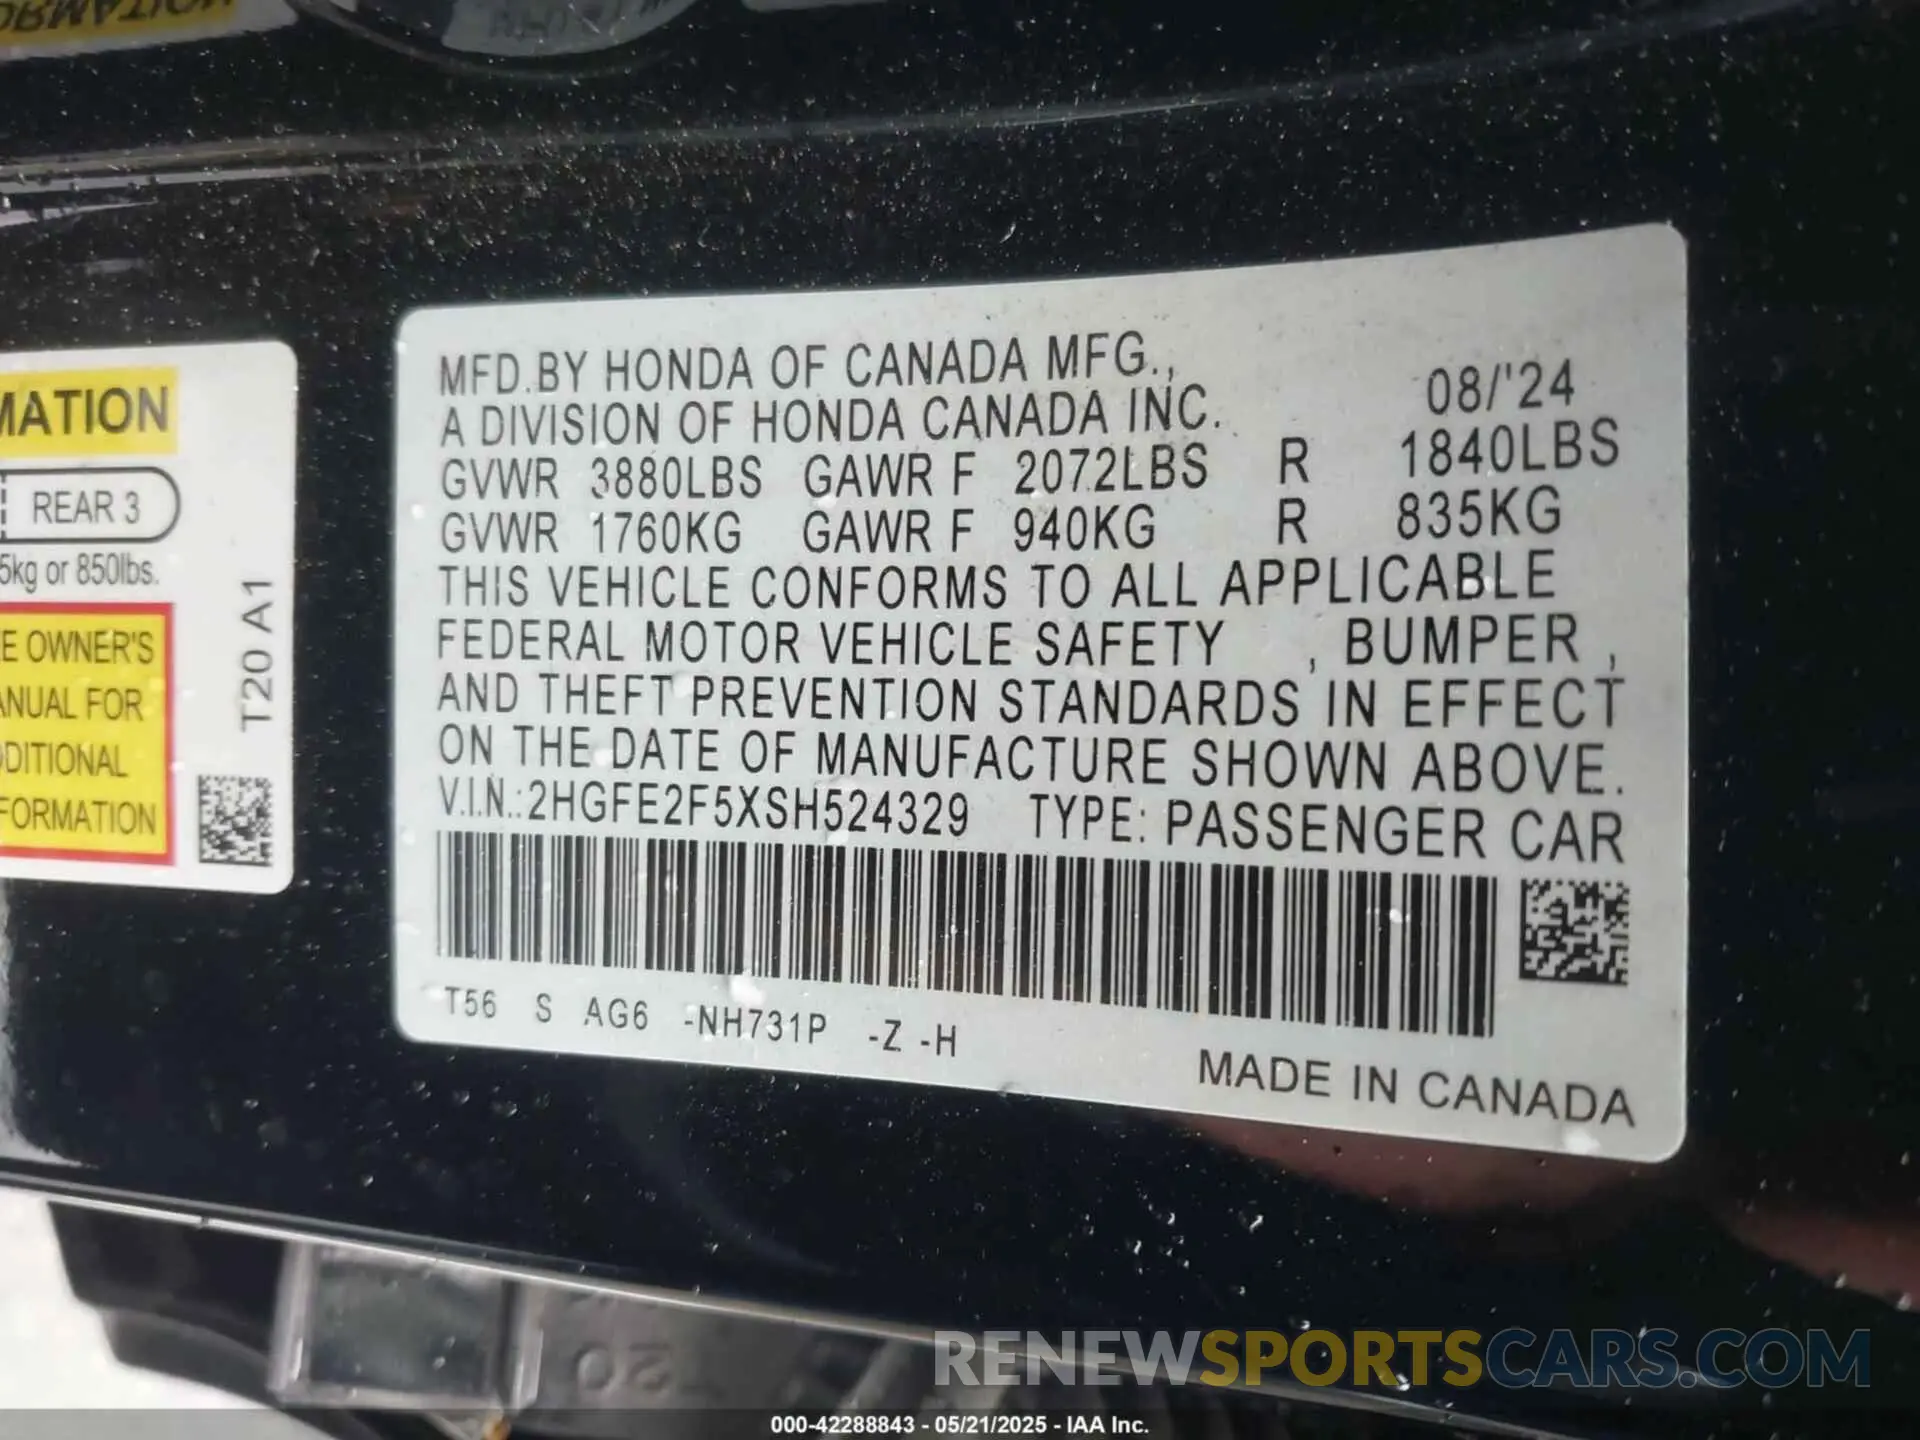 MATION
REAR 3
5kg or 850lbs.
E OWNER'S
ANUAL FOR
DDITIONAL
FORMATION
T20 A1
MFD.BY HONDA OF CANADA MFG.,
A DIVISION OF HONDA CANADA INC. 08/'24
GVWR 3880LBS GAWR F 2072LBS R 1840LBS
GVWR 1760KG GAWR F 940KG R 835KG
THIS VEHICLE CONFORMS TO ALL APPLICABLE
FEDERAL MOTOR VEHICLE SAFETY , BUMPER ,
AND THEFT PREVENTION STANDARDS IN EFFECT
ON THE DATE OF MANUFACTURE SHOWN ABOVE.
V.I.N.:2HGFE2F5XSH524329 TYPE: PASSENGER CAR
T56 S AG6 -NH731P -Z -H
MADE IN CANADA
RENEWSPORTSCARS.COM
000-42288843 - 05/21/2025 - IAA Inc.